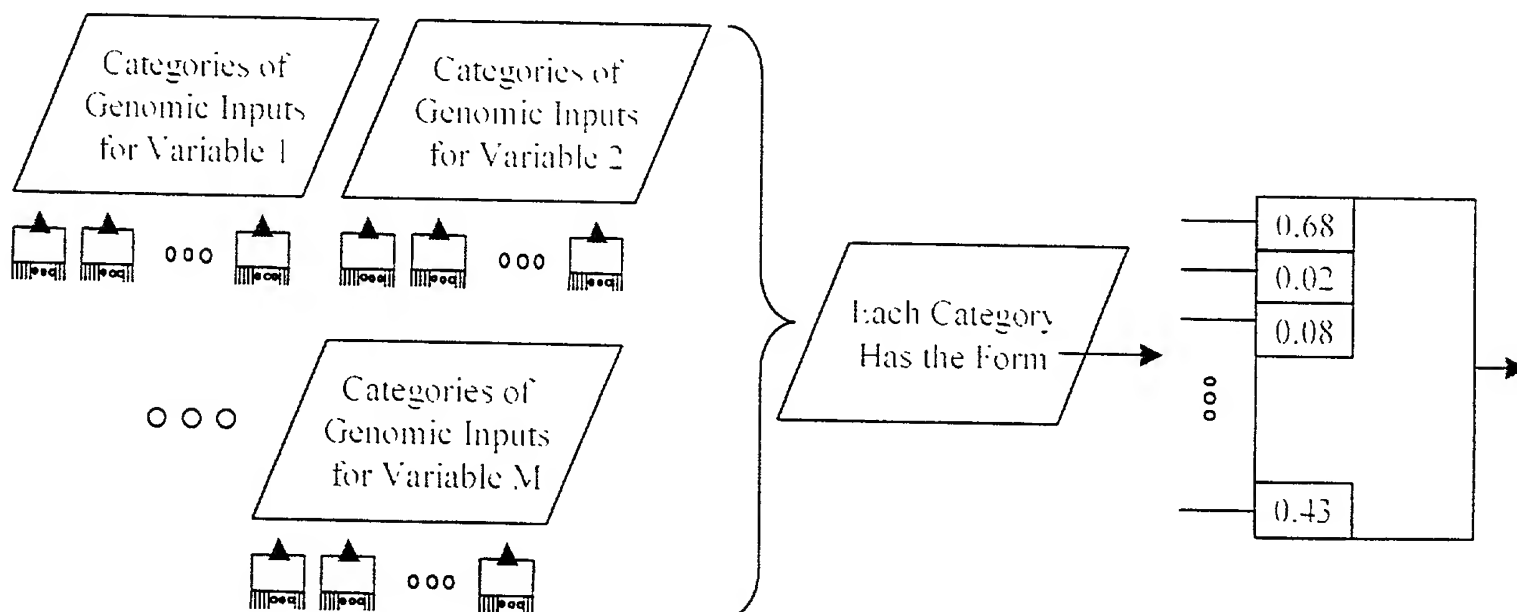 Categories of
Genomic Inputs
for Variable 1
Categories of
Genomic Inputs
for Variable 2
Categories of
Genomic Inputs
for Variable M
Each Category
Has the Form
0.68
0.02
0.08
0.43